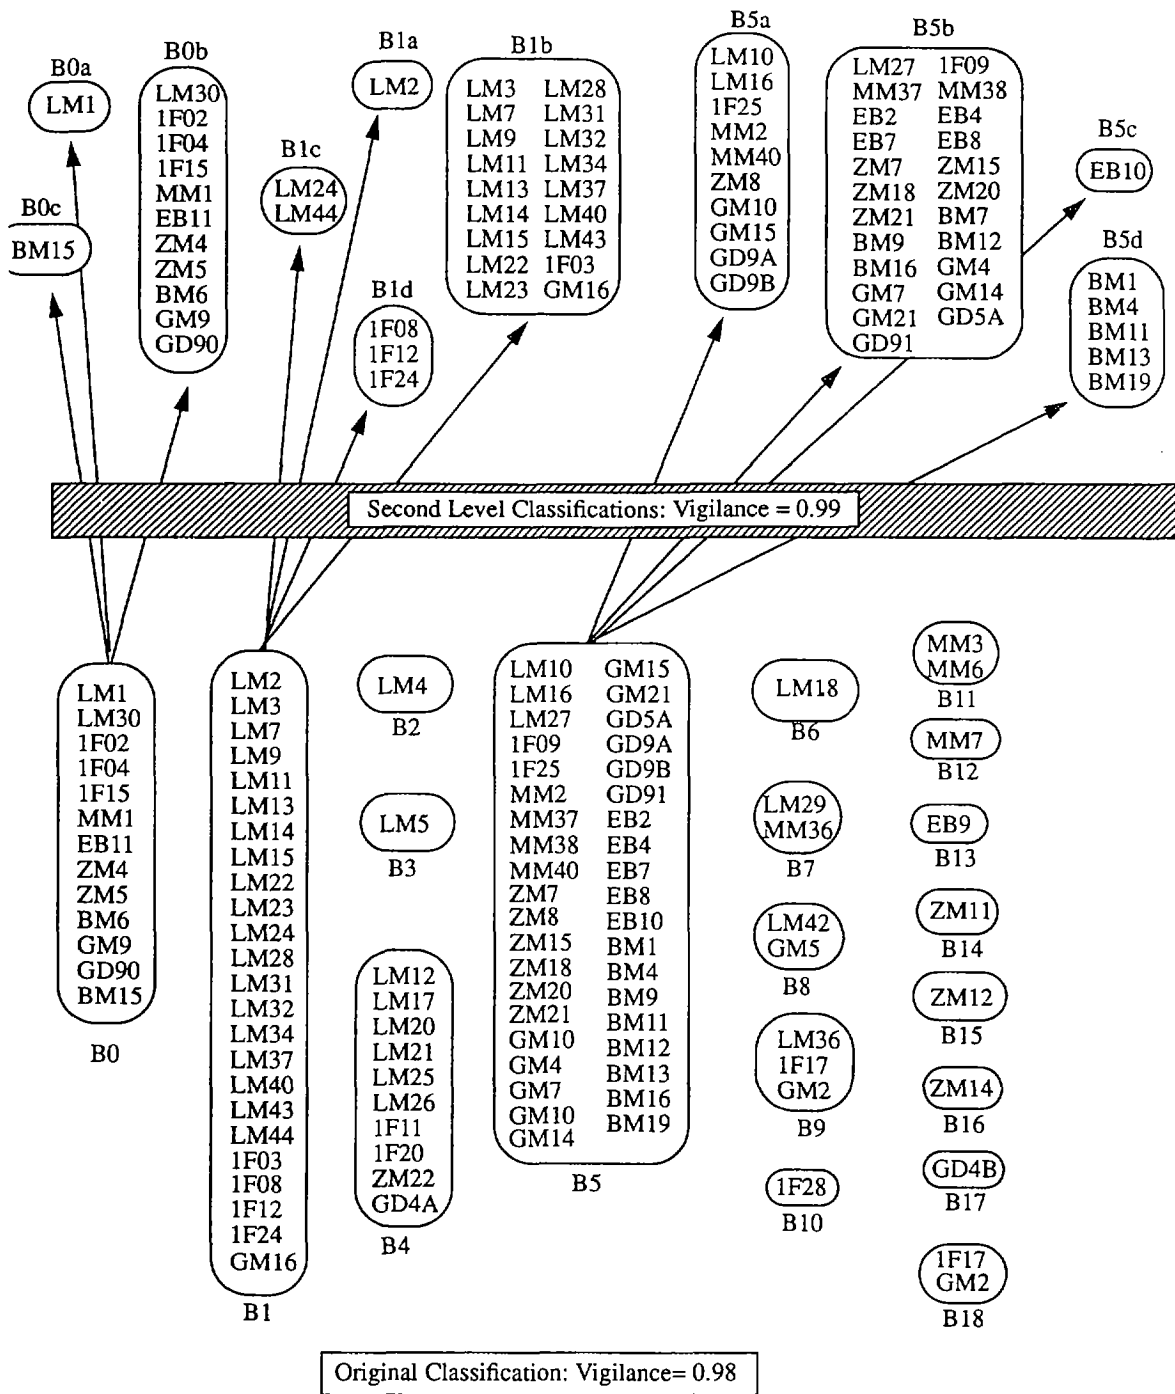 B0a
LM1
B0b
LM30
1F02
1F04
1F15
MM1
EB11
ZM4
ZM5
BM6
GM9
GD90
B0c
BM15
B1a
LM2
B1c
LM24
LM44
B1d
1F08
1F12
1F24
B1b
LM3 LM28
LM7 LM31
LM9 LM32
LM11 LM34
LM13 LM37
LM14 LM40
LM15 LM43
LM22 1F03
LM23 GM16
B5a
LM10
LM16
1F25
MM2
MM40
ZM8
GM10
GM15
GD9A
GD9B
B5b
LM27 1F09
MM37 MM38
EB2 EB4
EB7 EB8
ZM7 ZM15
ZM18 ZM20
ZM21 BM7
BM9 BM12
BM16 GM4
GM7 GM14
GM21 GD5A
GD91
B5c
EB10
B5d
BM1
BM4
BM11
BM13
BM19
Second Level Classifications: Vigilance = 0.99
LM1
LM30
1F02
1F04
1F15
MM1
EB11
ZM4
ZM5
BM6
GM9
GD90
BM15
B0
LM2
LM3
LM7
LM9
LM11
LM13
LM14
LM15
LM22
LM23
LM24
LM28
LM31
LM32
LM34
LM37
LM40
LM43
LM44
1F03
1F08
1F12
1F24
GM16
B1
LM4
B2
LM5
B3
LM12
LM17
LM20
LM21
LM25
LM26
1F11
1F20
ZM22
GD4A
B4
LM10 GM15
LM16 GM21
LM27 GD5A
1F09 GD9A
1F25 GD9B
MM2 GD91
MM37 EB2
MM38 EB4
MM40 EB7
ZM7 EB8
ZM8 EB10
ZM15 BM1
ZM18 BM4
ZM20 BM9
ZM21 BM11
GM10 BM12
GM4 BM13
GM7 BM16
GM10 BM19
GM14
B5
LM18
B6
LM29
MM36
B7
LM42
GM5
B8
LM36
1F17
GM2
B9
1F28
B10
MM3
MM6
B11
MM7
B12
EB9
B13
ZM11
B14
ZM12
B15
ZM14
B16
GD4B
B17
1F17
GM2
B18
Original Classification: Vigilance= 0.98